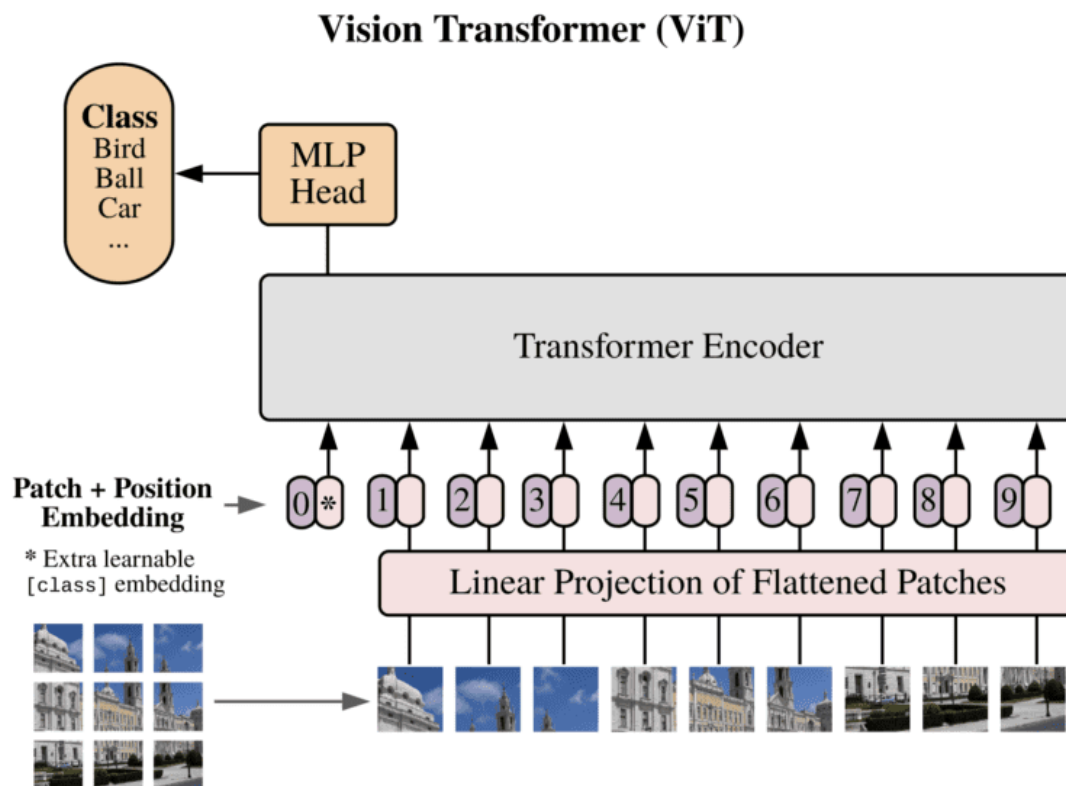 Vision Transformer (ViT)
Class
Bird
Ball
Car
...
MLP
Head
Transformer Encoder
Patch + Position
Embedding
0 * 1 2 3 4 5 6 7 8 9
* Extra learnable
[class] embedding
Linear Projection of Flattened Patches